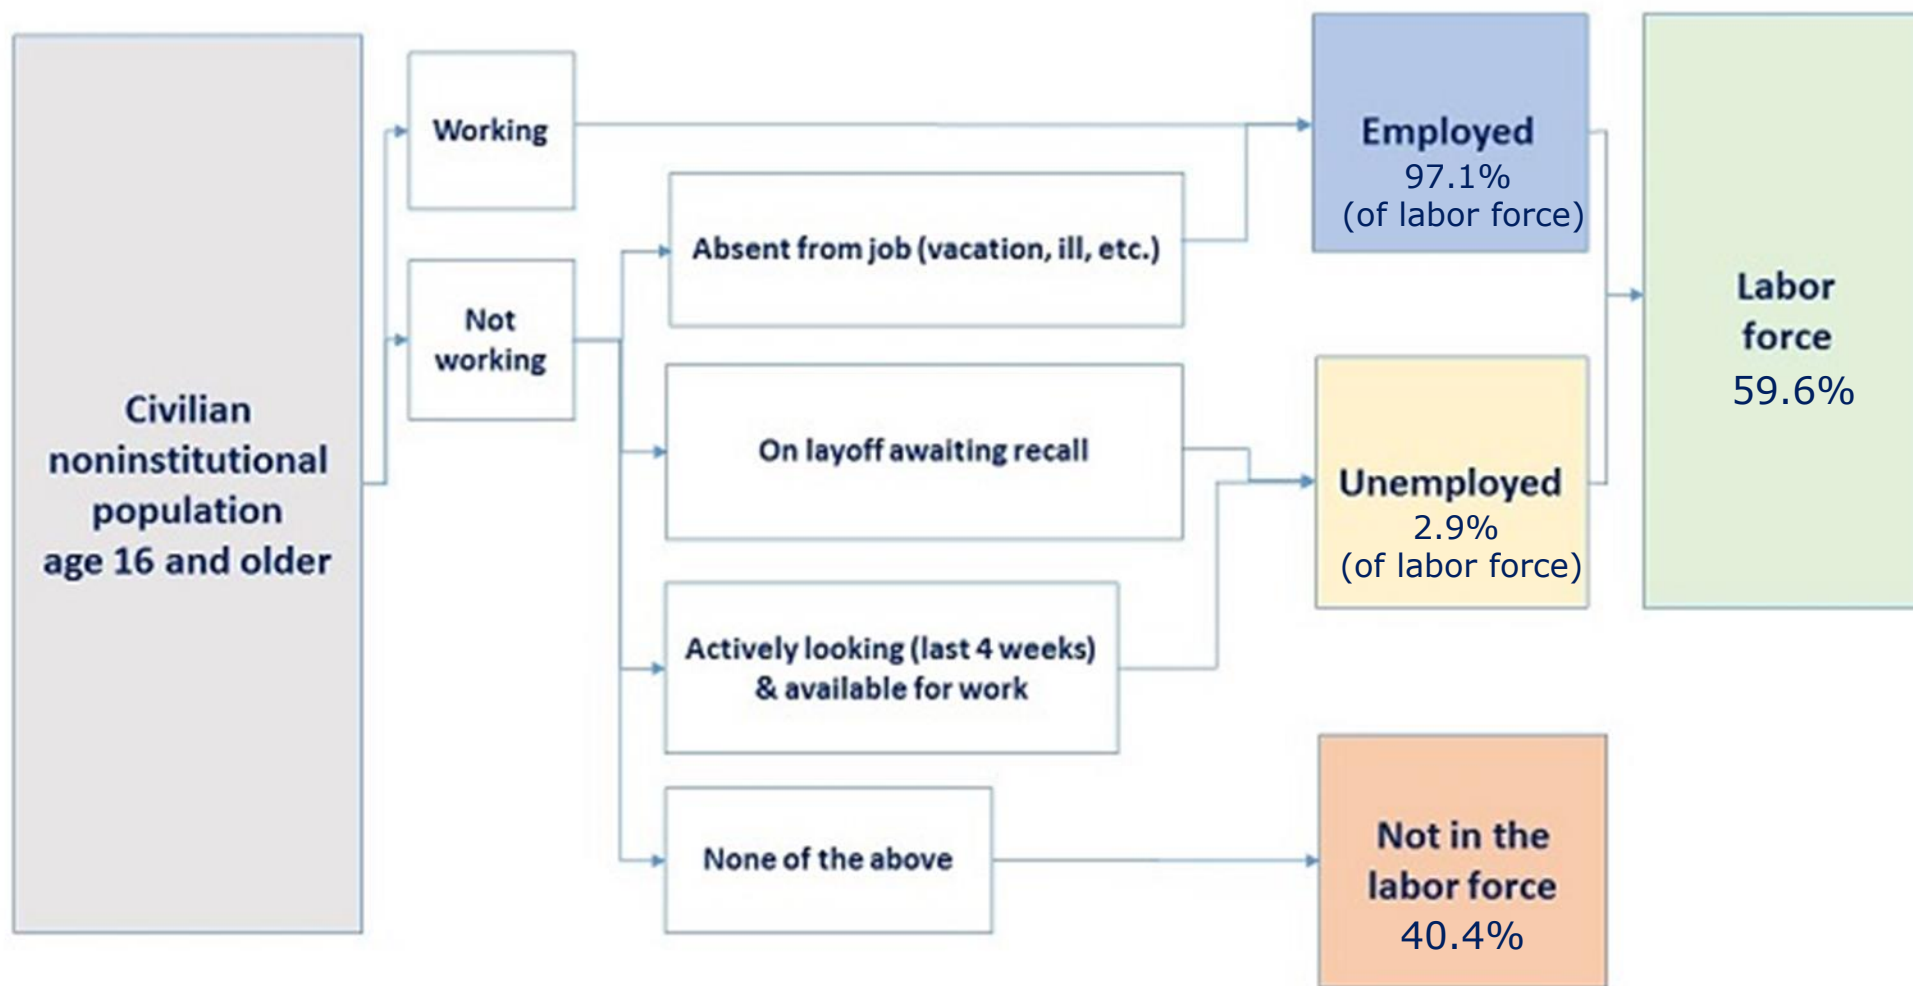 Civilian
noninstitutional
population
age 16 and older
Working
Not
working
Absent from job (vacation, ill, etc.)
On layoff awaiting recall
Actively looking (last 4 weeks)
& available for work
None of the above
Employed
97.1%
(of labor force)
Unemployed
2.9%
(of labor force)
Not in the
labor force
40.4%
Labor
force
59.6%